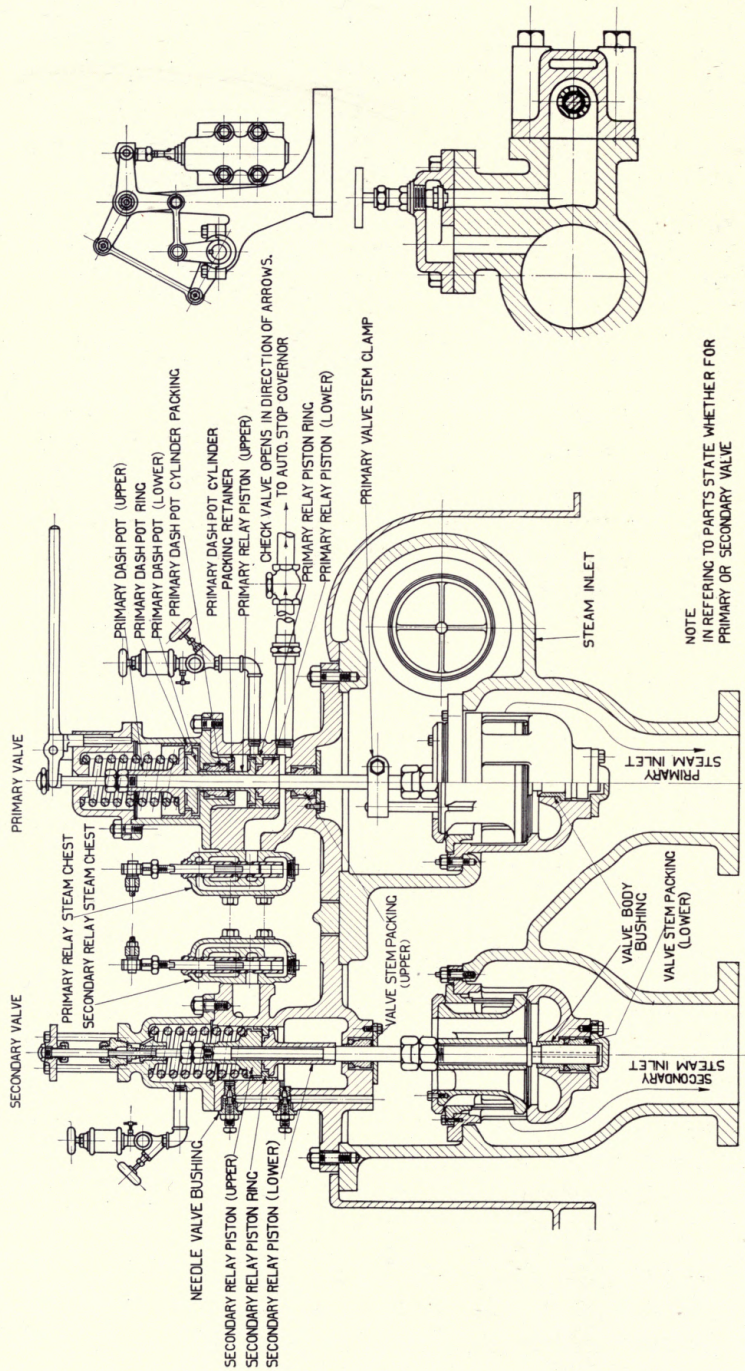 SECONDARY VALVE
PRIMARY VALVE
PRIMARY RELAY STEAM CHEST
SECONDARY RELAY STEAM CHEST
PRIMARY DASH POT (UPPER)
PRIMARY DASH POT RING
PRIMARY DASH POT (LOWER)
PRIMARY DASH POT CYLINDER PACKING
PRIMARY DASH POT CYLINDER
PACKING RETAINER
PRIMARY RELAY PISTON (UPPER)
CHECK VALVE OPENS IN DIRECTION OF ARROWS.
TO AUTO. STOP GOVERNOR
PRIMARY RELAY PISTON RING
PRIMARY RELAY PISTON (LOWER)
PRIMARY VALVE STEM CLAMP
NEEDLE VALVE BUSHING
SECONDARY RELAY PISTON (UPPER)
SECONDARY RELAY PISTON RING
SECONDARY RELAY PISTON (LOWER)
VALVE STEM PACKING
(UPPER)
STEAM INLET
VALVE BODY
BUSHING
VALVE STEM PACKING
(LOWER)
SECONDARY
STEAM INLET
PRIMARY
STEAM INLET
NOTE
IN REFERING TO PARTS STATE WHETHER FOR
PRIMARY OR SECONDARY VALVE